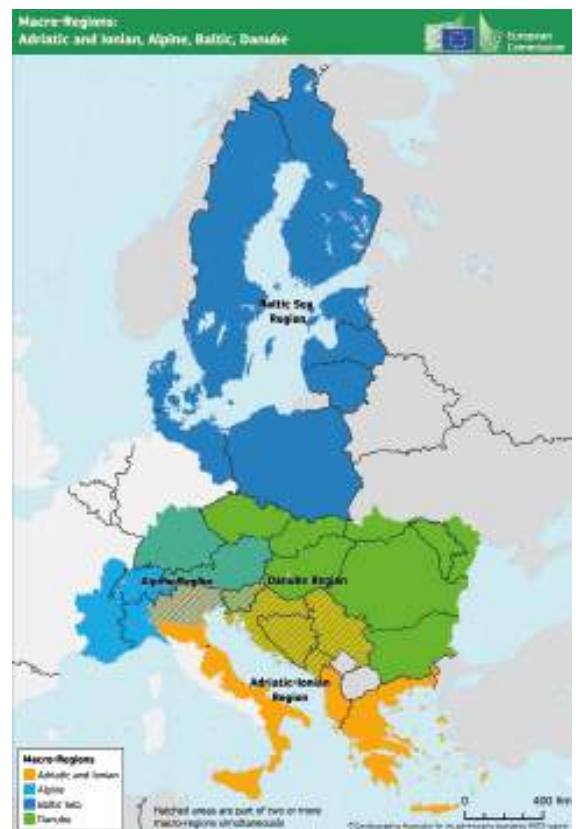 Macro-Regions:
Adriatic and Ionian, Alpine, Baltic, Danube
European
Commission
Baltic Sea
Region
Alpine Region
Danube Region
Adriatic-Ionian
Region
Macro-Regions
Adriatic and Ionian
Alpine
Baltic Sea
Danube
Hatched areas are part of two or more
macro-regions simultaneously
0
400 Km